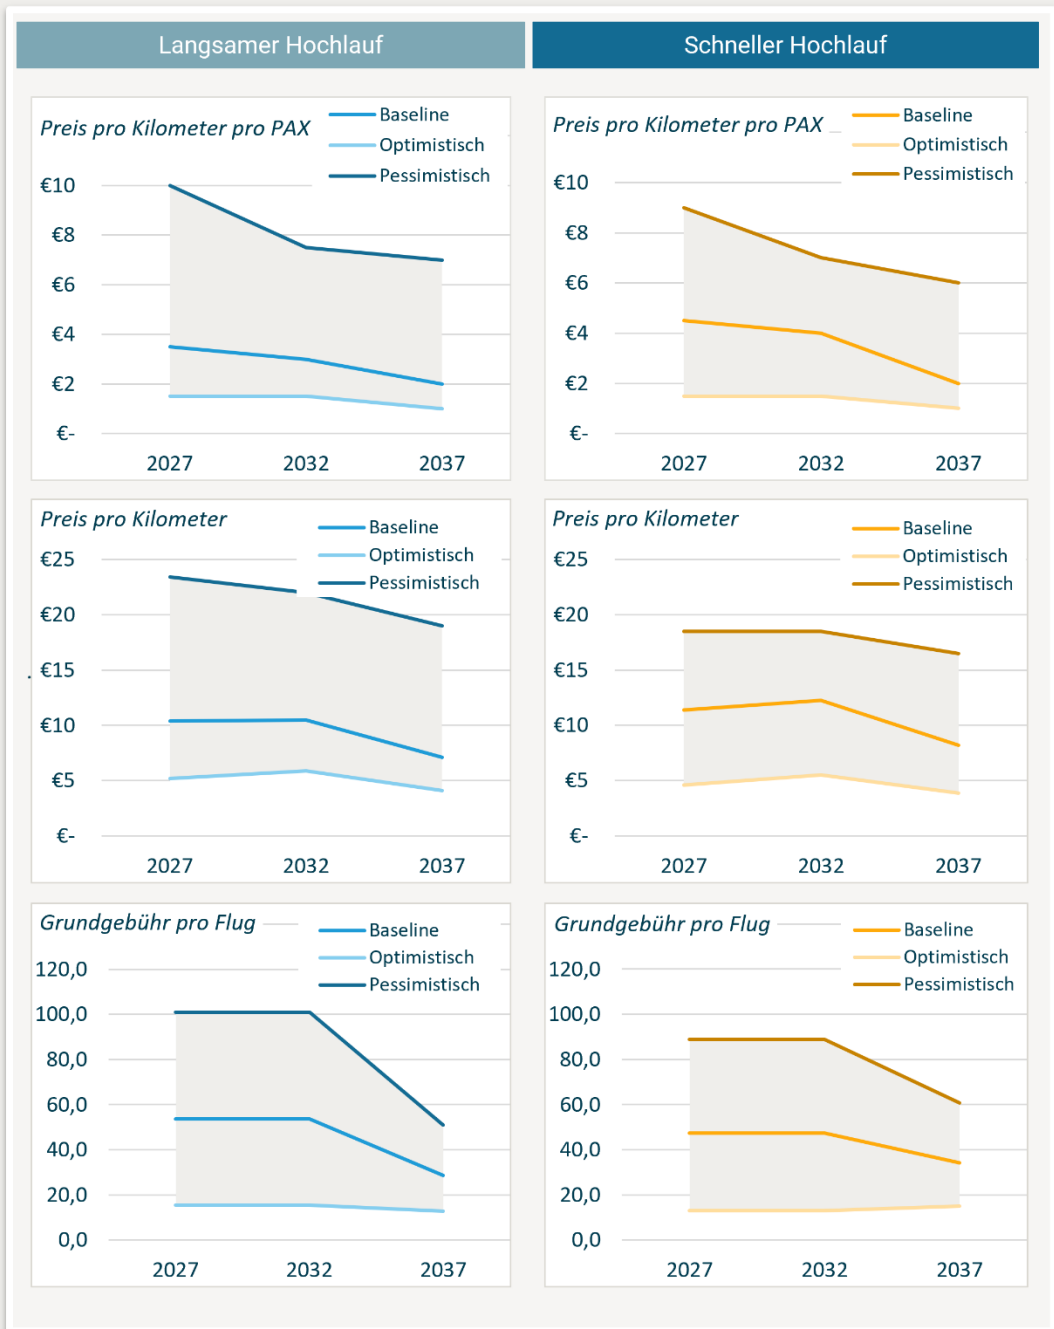 Langsamer Hochlauf
Schneller Hochlauf
Preis pro Kilometer pro PAX
Baseline
Optimistisch
Pessimistisch
€10
€8
€6
€4
€2
€-
2027 2032 2037
Preis pro Kilometer pro PAX
Baseline
Optimistisch
Pessimistisch
€10
€8
€6
€4
€2
€-
2027 2032 2037
Preis pro Kilometer
Baseline
Optimistisch
Pessimistisch
€25
€20
€15
€10
€5
€-
2027 2032 2037
Preis pro Kilometer
Baseline
Optimistisch
Pessimistisch
€25
€20
€15
€10
€5
€-
2027 2032 2037
Grundgebühr pro Flug
Baseline
Optimistisch
Pessimistisch
120,0
100,0
80,0
60,0
40,0
20,0
0,0
2027 2032 2037
Grundgebühr pro Flug
Baseline
Optimistisch
Pessimistisch
120,0
100,0
80,0
60,0
40,0
20,0
0,0
2027 2032 2037